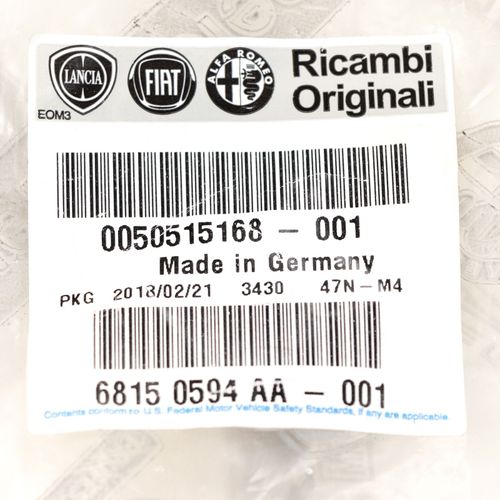 LANCIA
FIAT
ALFA ROMEO
Ricambi
Originali
EOM3
0050515168 - 001
Made in Germany
PKG 2018/02/21 3430 47N-M4
6815 0594 AA - 001
Contents conform to U.S. Federal Motor Vehicle Safety Standards, if any are applicable.